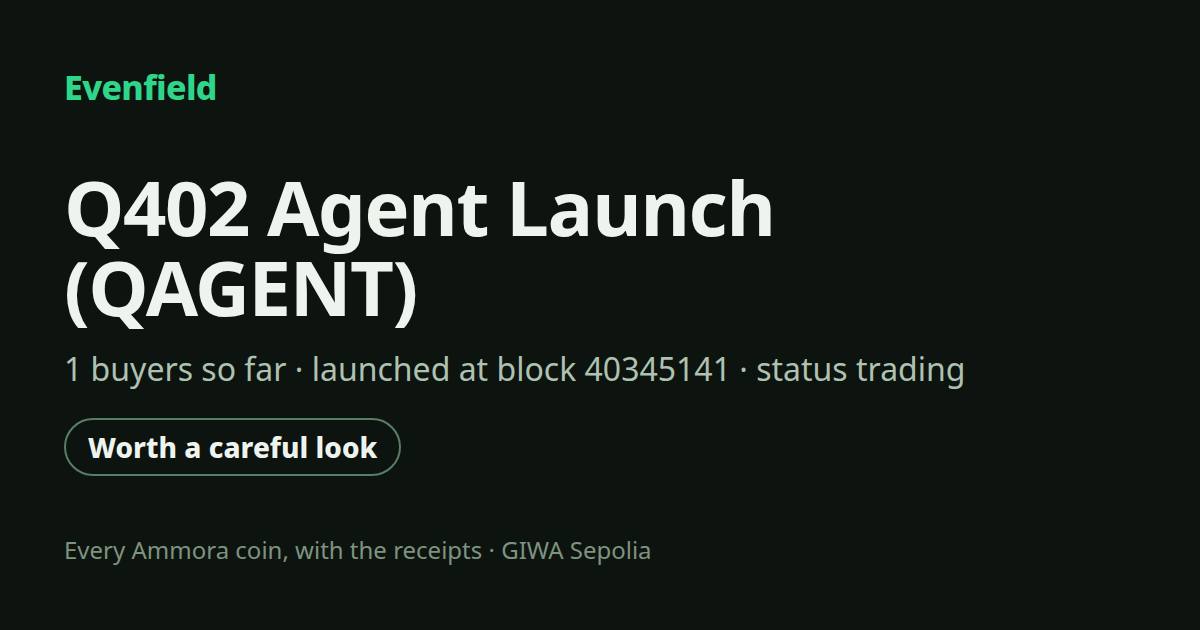 Evenfield
Q402 Agent Launch
(QAGENT)
1 buyers so far · launched at block 40345141 · status trading
Worth a careful look
Every Ammora coin, with the receipts · GIWA Sepolia